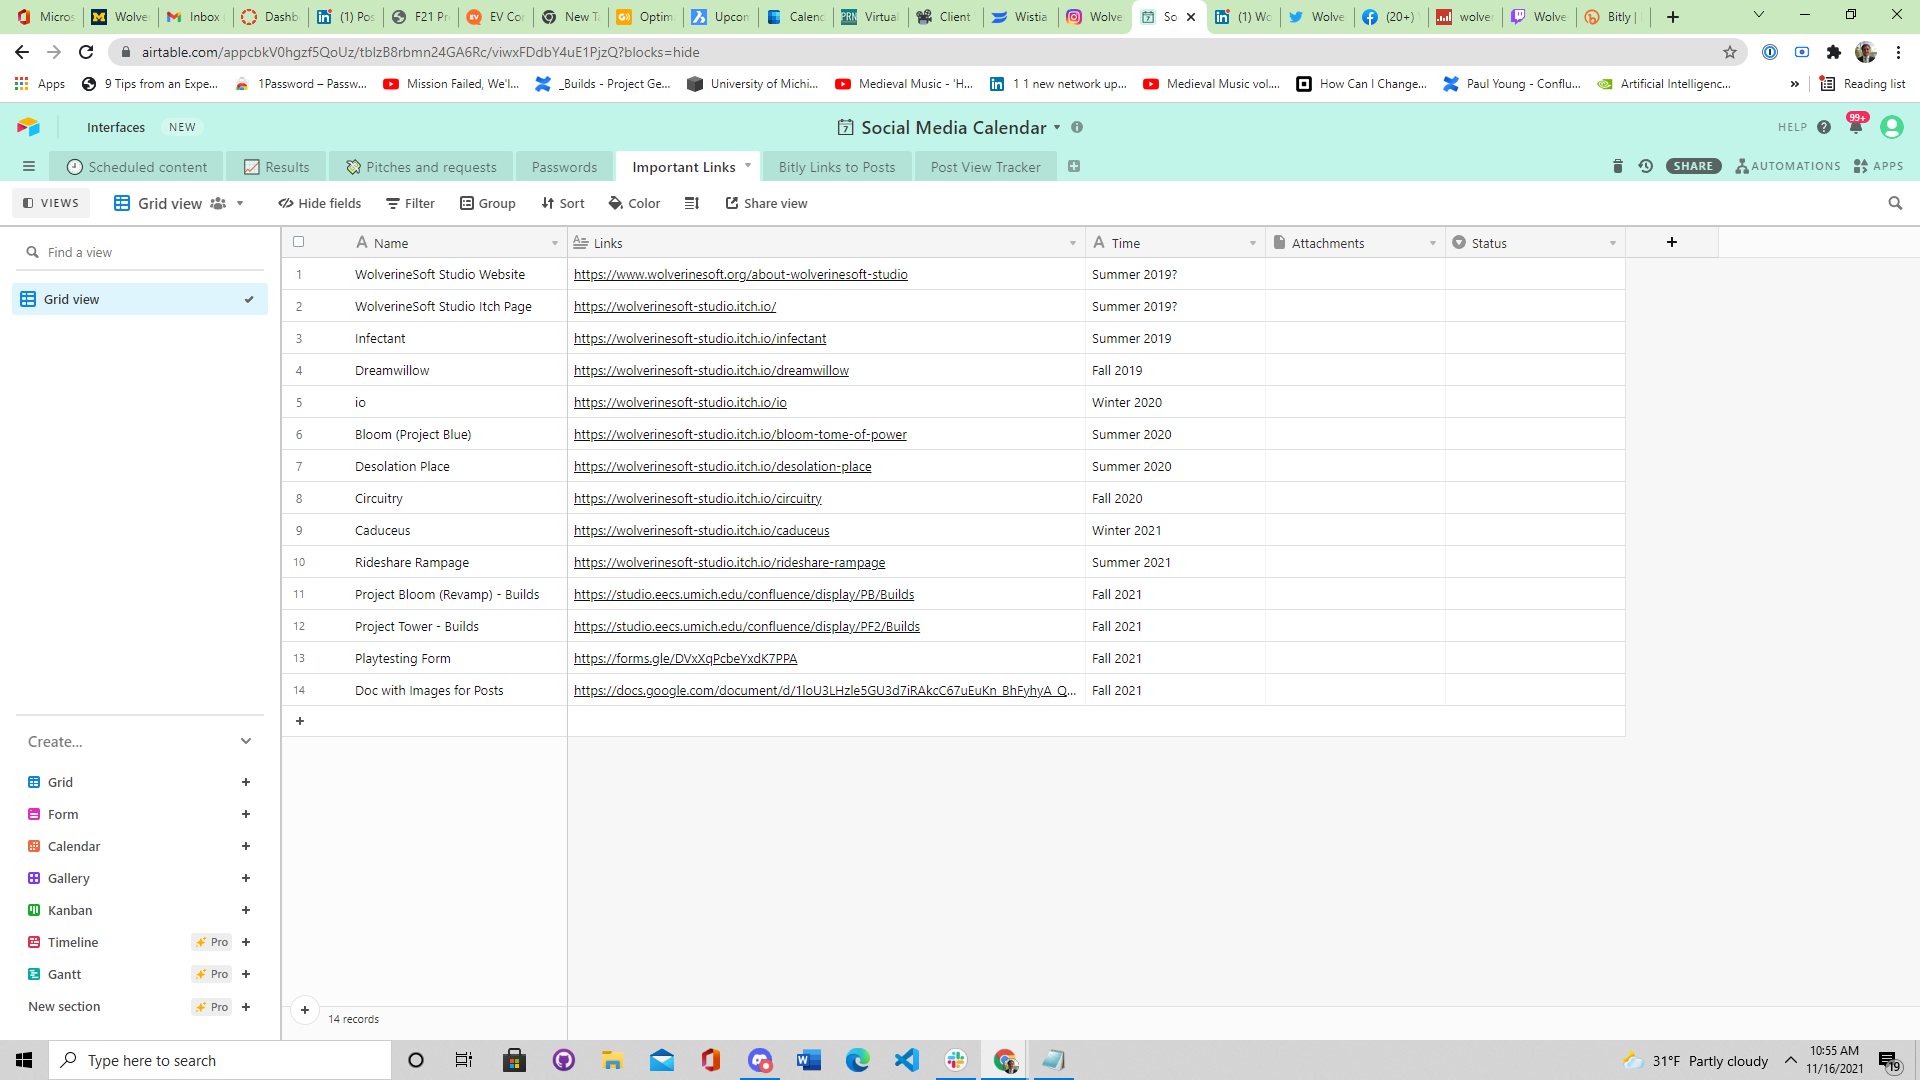 Micros Wolver Inbox Dashb (1) Pos F21 Pr EV Cor New Ta Optim Upcon Calend Virtual Client Wistia Wolve So (1) Wo Wolve (20+) wolver Wolve Bitly |
airtable.com/appcbkV0hgzf5QoUz/tblzB8rbmn24GA6Rc/viwxFDdbY4uE1PjzQ?blocks=hide
Apps 9 Tips from an Expe... 1Password – Passw... Mission Failed, We'l... _Builds - Project Ge... University of Michi... Medieval Music - 'H... 1 1 new network up... Medieval Music vol.... How Can I Change... Paul Young - Conflu... Artificial Intelligenc... » Reading list
Interfaces NEW Social Media Calendar HELP 99+
Scheduled content Results Pitches and requests Passwords Important Links Bitly Links to Posts Post View Tracker SHARE AUTOMATIONS APPS
VIEWS Grid view Hide fields Filter Group Sort Color Share view
Find a view
Grid view
Name Links Time Attachments Status
1 WolverineSoft Studio Website https://www.wolverinesoft.org/about-wolverinesoft-studio Summer 2019?
2 WolverineSoft Studio Itch Page https://wolverinesoft-studio.itch.io/ Summer 2019?
3 Infectant https://wolverinesoft-studio.itch.io/infectant Summer 2019
4 Dreamwillow https://wolverinesoft-studio.itch.io/dreamwillow Fall 2019
5 io https://wolverinesoft-studio.itch.io/io Winter 2020
6 Bloom (Project Blue) https://wolverinesoft-studio.itch.io/bloom-tome-of-power Summer 2020
7 Desolation Place https://wolverinesoft-studio.itch.io/desolation-place Summer 2020
8 Circuitry https://wolverinesoft-studio.itch.io/circuitry Fall 2020
9 Caduceus https://wolverinesoft-studio.itch.io/caduceus Winter 2021
10 Rideshare Rampage https://wolverinesoft-studio.itch.io/rideshare-rampage Summer 2021
11 Project Bloom (Revamp) - Builds https://studio.eecs.umich.edu/confluence/display/PB/Builds Fall 2021
12 Project Tower - Builds https://studio.eecs.umich.edu/confluence/display/PF2/Builds Fall 2021
13 Playtesting Form https://forms.gle/DVxXqPcbeYxdK7PPA Fall 2021
14 Doc with Images for Posts https://docs.google.com/document/d/1loU3LHzle5GU3d7iRAkcC67uEuKn_BhFyhyA_Q... Fall 2021
Create...
Grid
Form
Calendar
Gallery
Kanban
Timeline Pro
Gantt Pro
New section Pro
14 records
Type here to search
31°F Partly cloudy
10:55 AM
11/16/2021
19